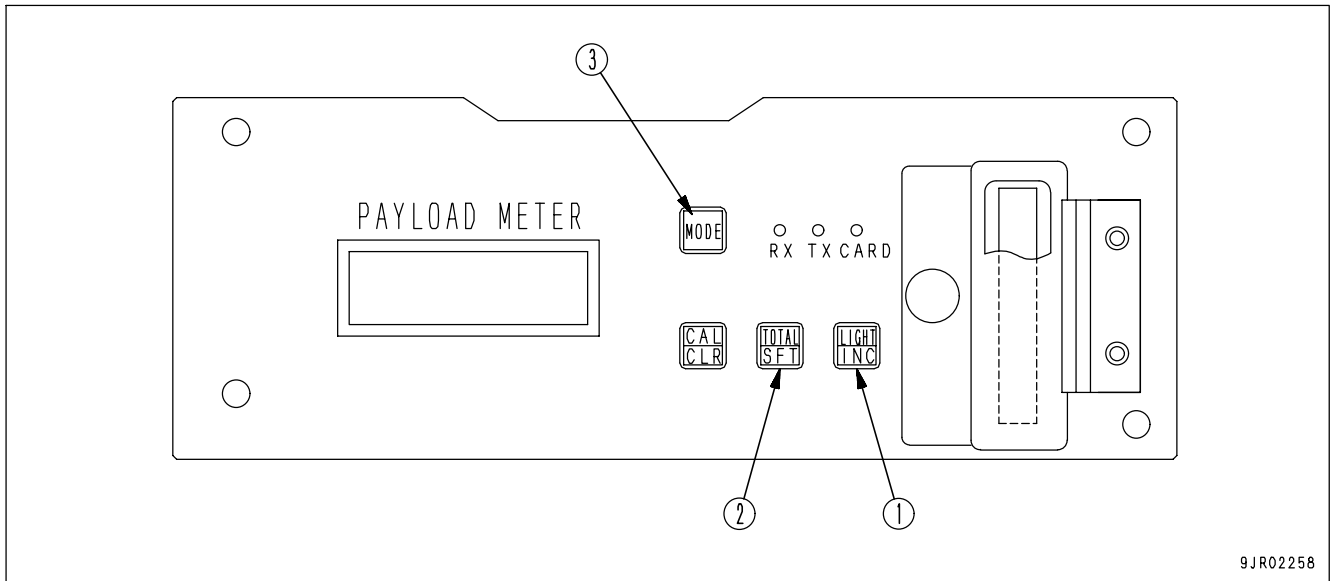 3
PAYLOAD METER
MODE
RX TX CARD
CAL
CLR
TOTAL
SFT
LIGHT
INC
2
1
9JR02258